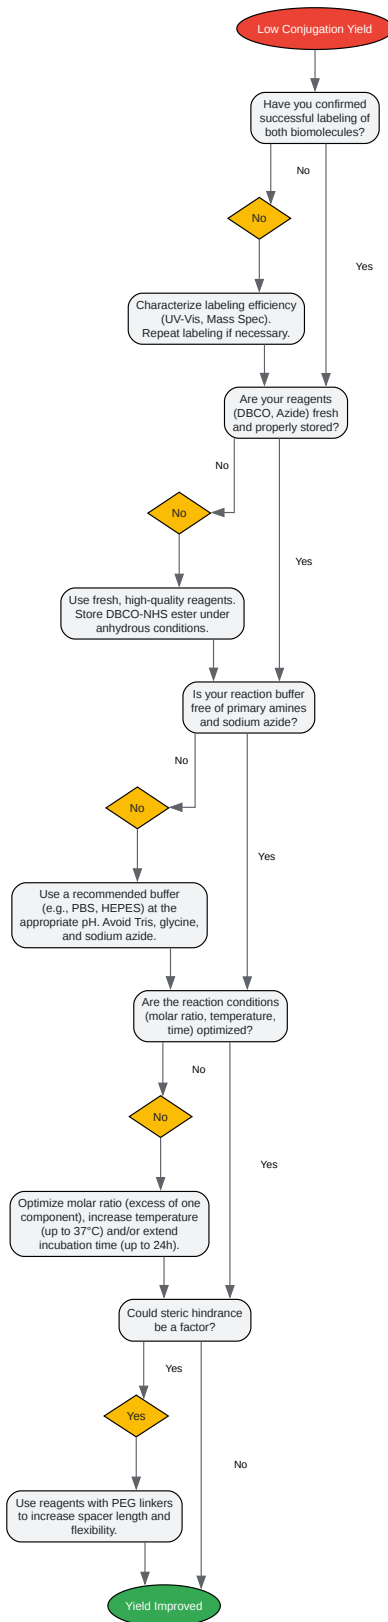 Low Conjugation Yield
Have you confirmed
successful labeling of
both biomolecules?
No
No
Yes
Characterize labeling efficiency
(UV-Vis, Mass Spec).
Repeat labeling if necessary.
Are your reagents
(DBCO, Azide) fresh
and properly stored?
No
No
Yes
Use fresh, high-quality reagents.
Store DBCO-NHS ester under
anhydrous conditions.
Is your reaction buffer
free of primary amines
and sodium azide?
No
No
Yes
Use a recommended buffer
(e.g., PBS, HEPES) at the
appropriate pH. Avoid Tris, glycine,
and sodium azide.
Are the reaction conditions
(molar ratio, temperature,
time) optimized?
No
No
Yes
Optimize molar ratio (excess of one
component), increase temperature
(up to 37°C) and/or extend
incubation time (up to 24h).
Could steric hindrance
be a factor?
Yes
Yes
No
Use reagents with PEG linkers
to increase spacer length and
flexibility.
Yield Improved